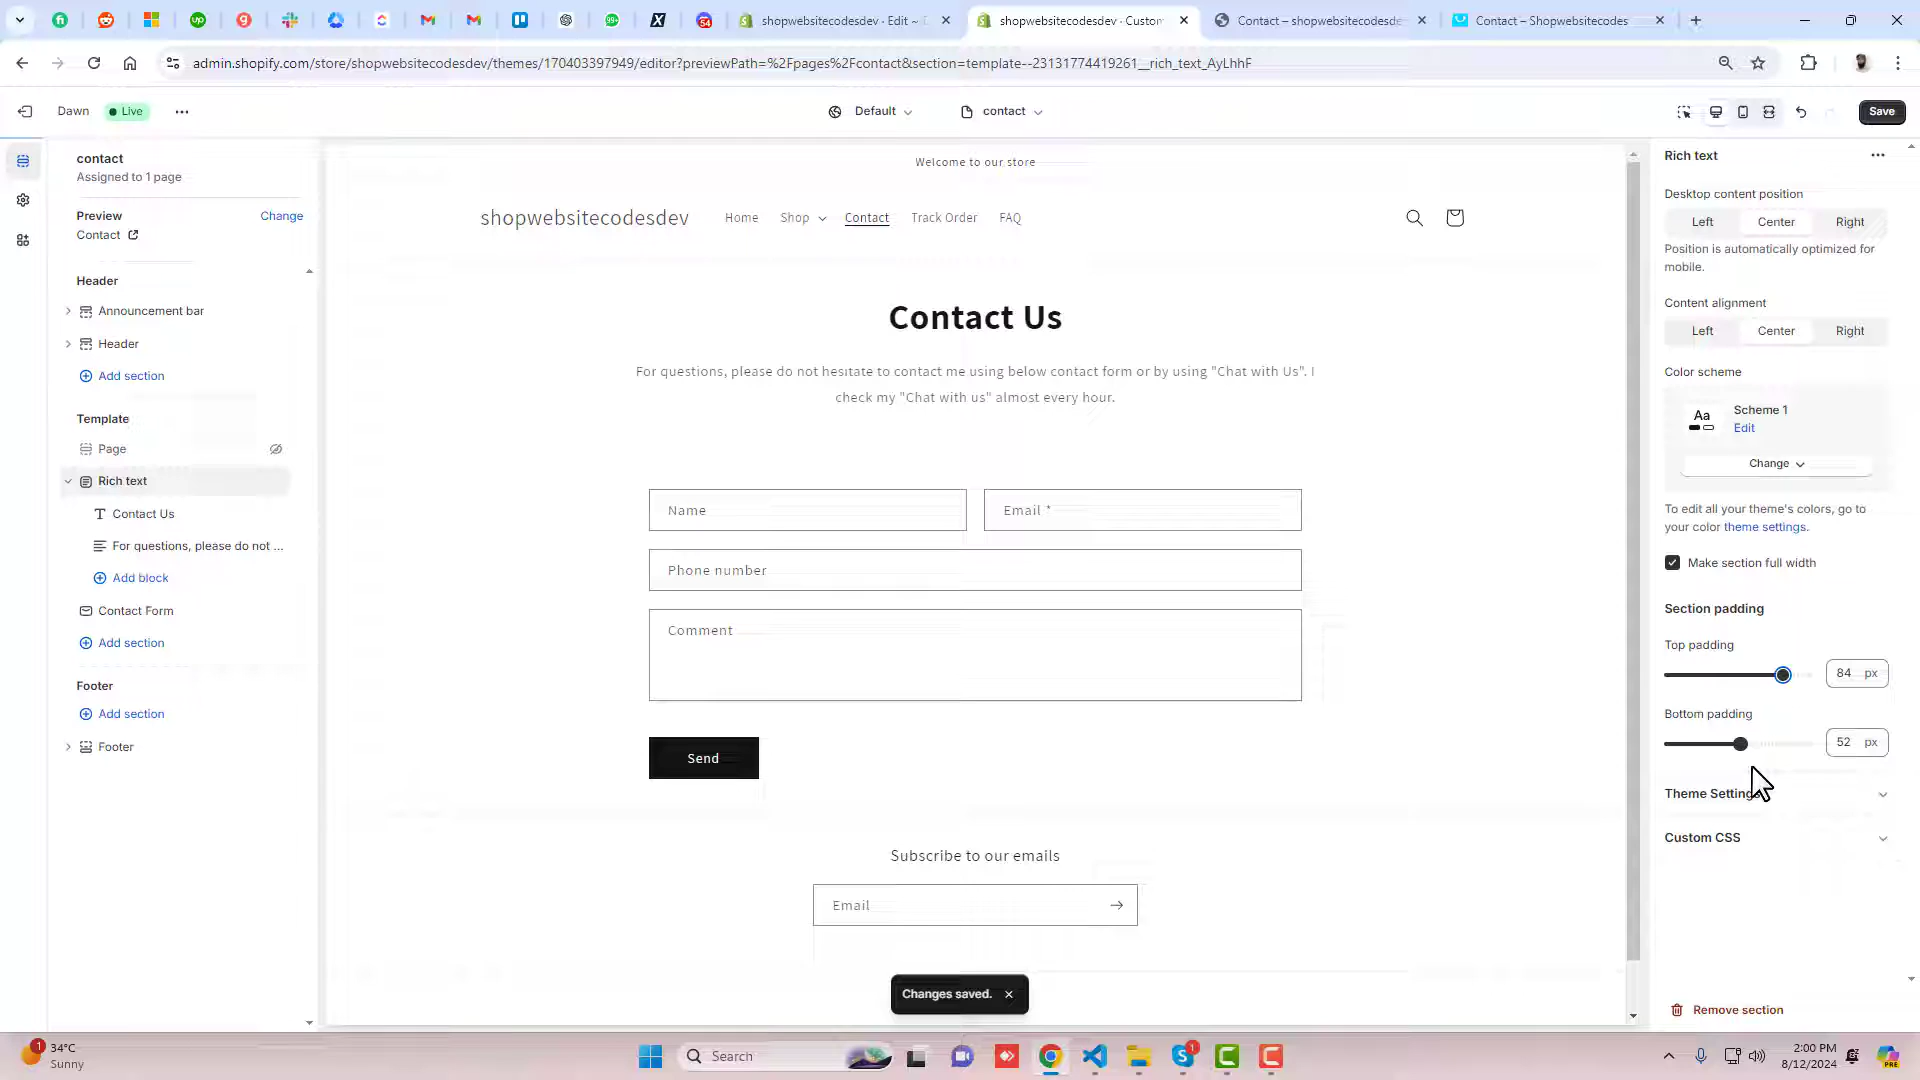 shopwebsitecodesdev - Edit ~
shopwebsitecodesdev · Custom
Contact – shopwebsitecodesde
Contact – Shopwebsitecodes
admin.shopify.com/store/shopwebsitecodesdev/themes/170403397949/editor?previewPath=%2Fpages%2Fcontact&section=template--23131774419261__rich_text_AyLhhF
Dawn
Live
Default
contact
Save
contact
Assigned to 1 page
Preview
Change
Contact
Header
Announcement bar
Header
Add section
Template
Page
Rich text
Contact Us
For questions, please do not ...
Add block
Contact Form
Add section
Footer
Add section
Footer
Welcome to our store
shopwebsitecodesdev
Home
Shop
Contact
Track Order
FAQ
Contact Us
For questions, please do not hesitate to contact me using below contact form or by using "Chat with Us". I
check my "Chat with us" almost every hour.
Name
Email *
Phone number
Comment
Send
Subscribe to our emails
Email
Changes saved.
Rich text
Desktop content position
Left
Center
Right
Position is automatically optimized for
mobile.
Content alignment
Left
Center
Right
Color scheme
Aa
Scheme 1
Edit
Change
To edit all your theme's colors, go to
your color theme settings.
Make section full width
Section padding
Top padding
84 px
Bottom padding
52 px
Theme Settings
Custom CSS
Remove section
1
34°C
Sunny
Search
1
2:00 PM
8/12/2024